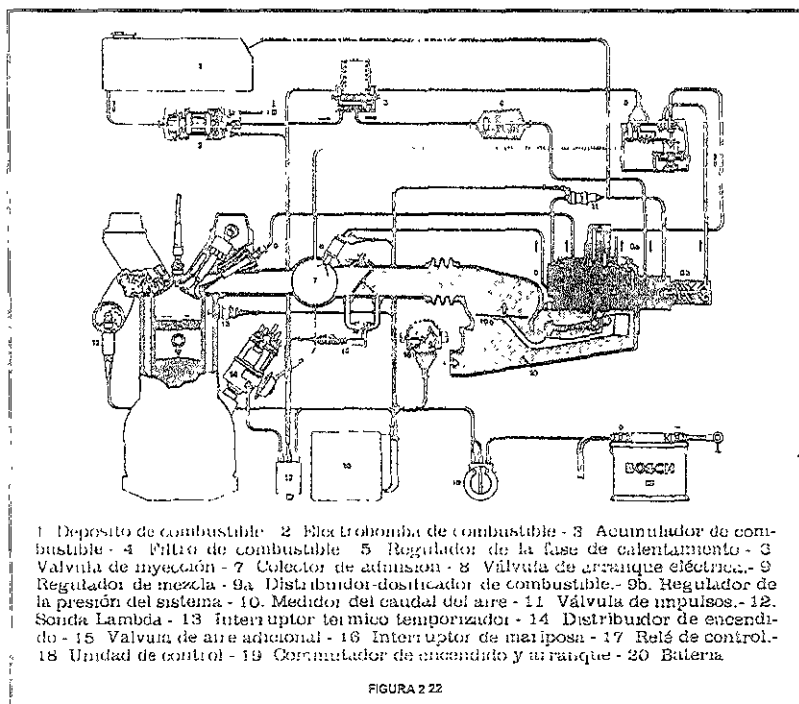 BOSCH
1 Deposito de combustible 2 Electrobomba de combustible - 3 Acumulador de com-
bustible - 4 Filtro de combustible 5 Regulador de la fase de calentamiento - 6
Valvula de inyección - 7 Colector de admision - 8 Válvula de arranque eléctrica.- 9
Regulador de mezcla - 9a Distribuidor-dosificador de combustible.- 9b. Regulador de
la presión del sistema - 10. Medidor del caudal del aire - 11 Válvula de impulsos.- 12.
Sonda Lambda - 13 Interruptor termico temporizador - 14 Distribuidor de encendi-
do - 15 Valvula de aire adicional - 16 Interruptor de mariposa - 17 Relé de control.-
18 Unidad de control - 19 Conmutador de encendido y arranque - 20 Bateria
FIGURA 2 22